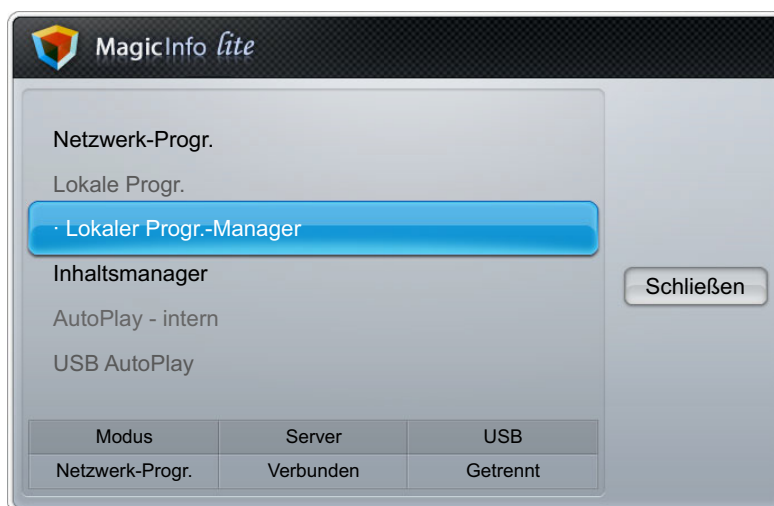 MagicInfo lite
Netzwerk-Progr.
Lokale Progr.
· Lokaler Progr.-Manager
Inhaltsmanager
AutoPlay - intern
USB AutoPlay
Schließen
Modus Server USB
Netzwerk-Progr. Verbunden Getrennt